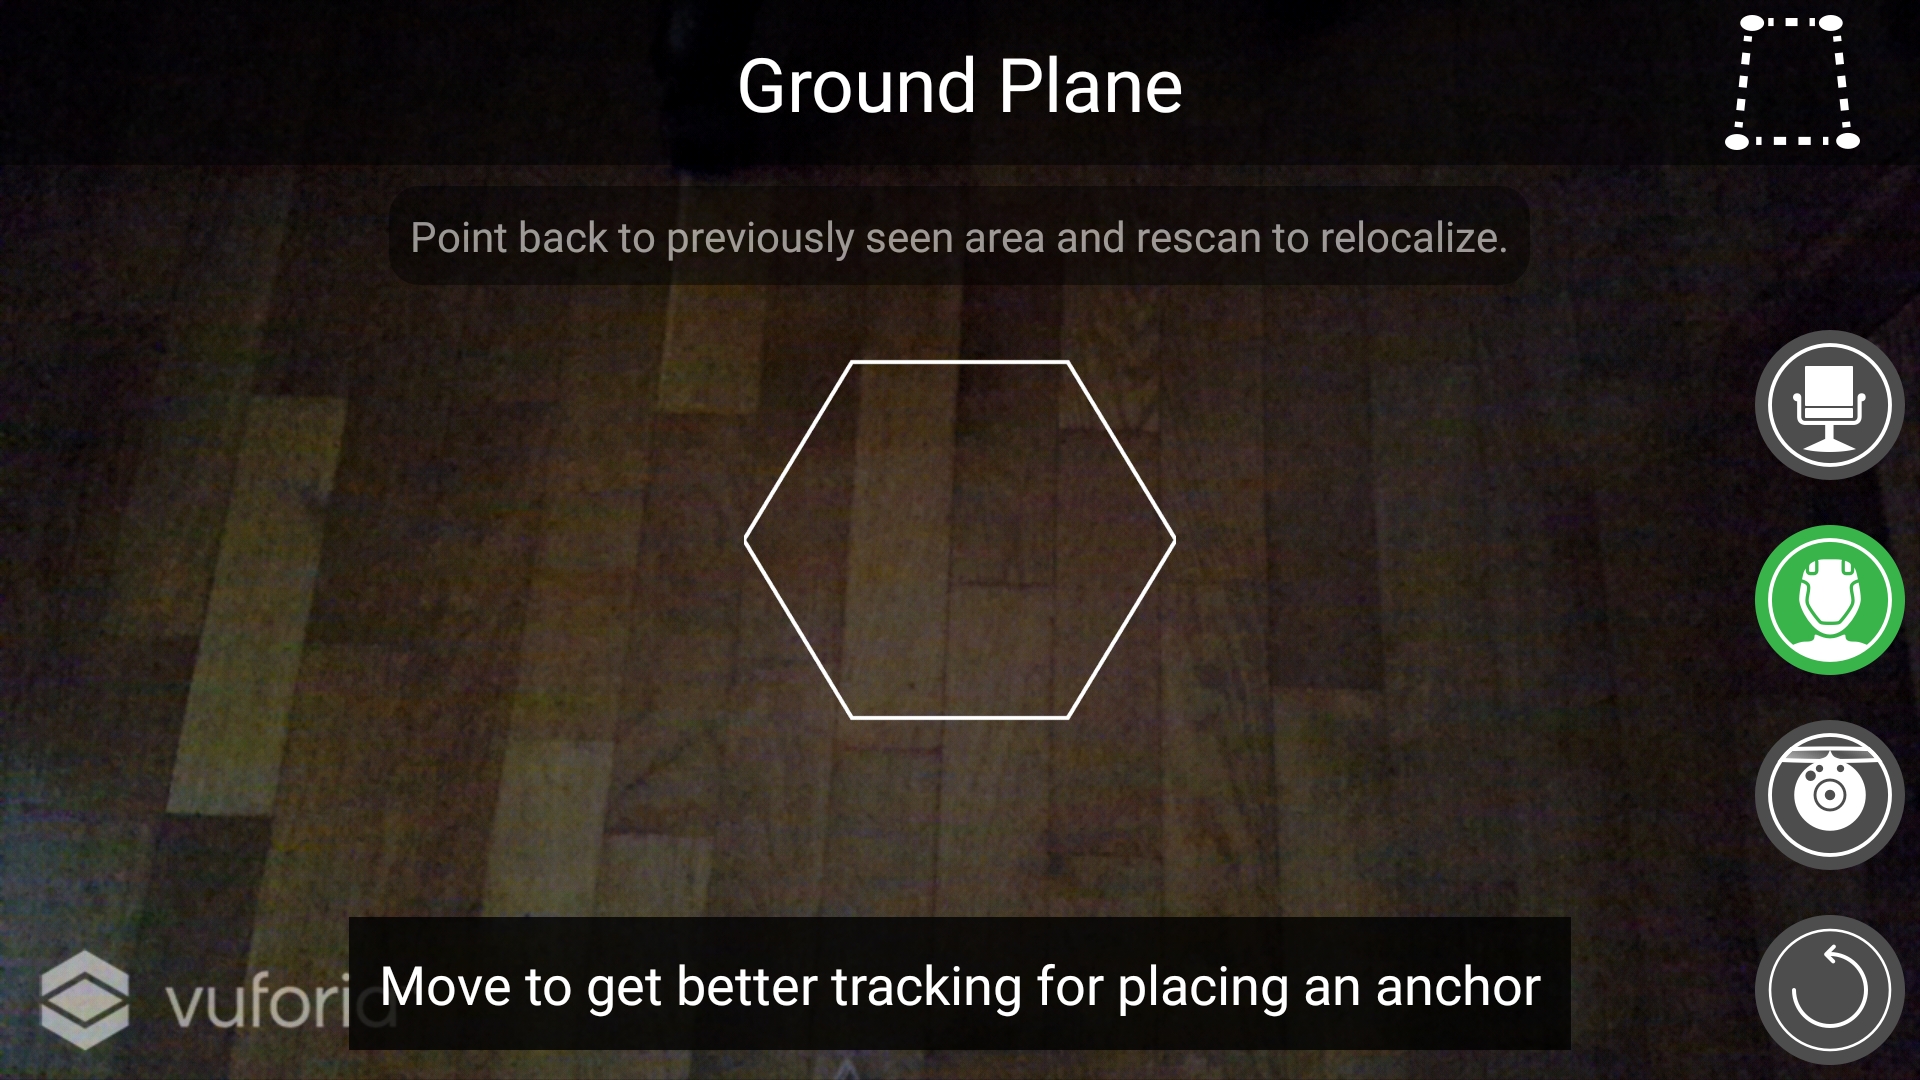 Ground Plane
Point back to previously seen area and rescan to relocalize.
Move to get better tracking for placing an anchor
vuforia